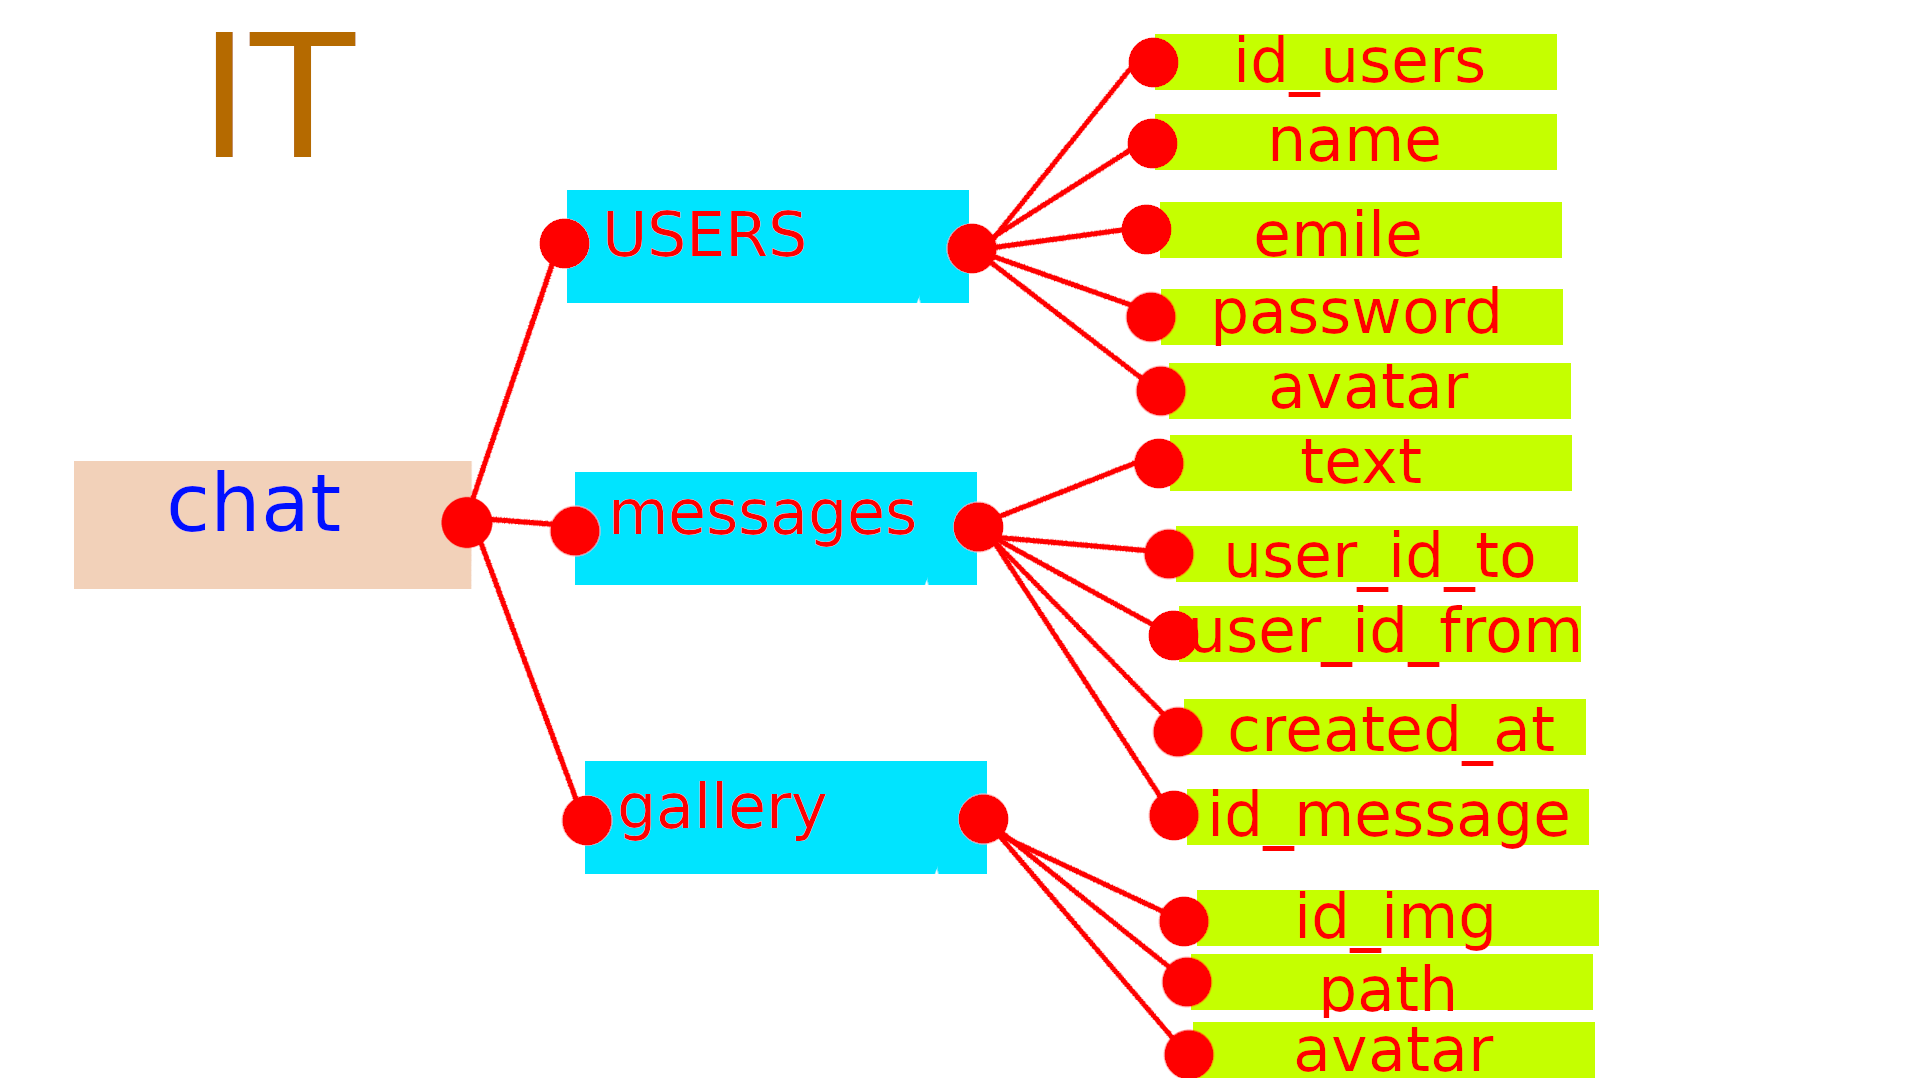 IT
chat
USERS
id_users
name
emile
password
avatar
messages
text
user_id_to
user_id_from
created_at
id_message
gallery
id_img
path
avatar